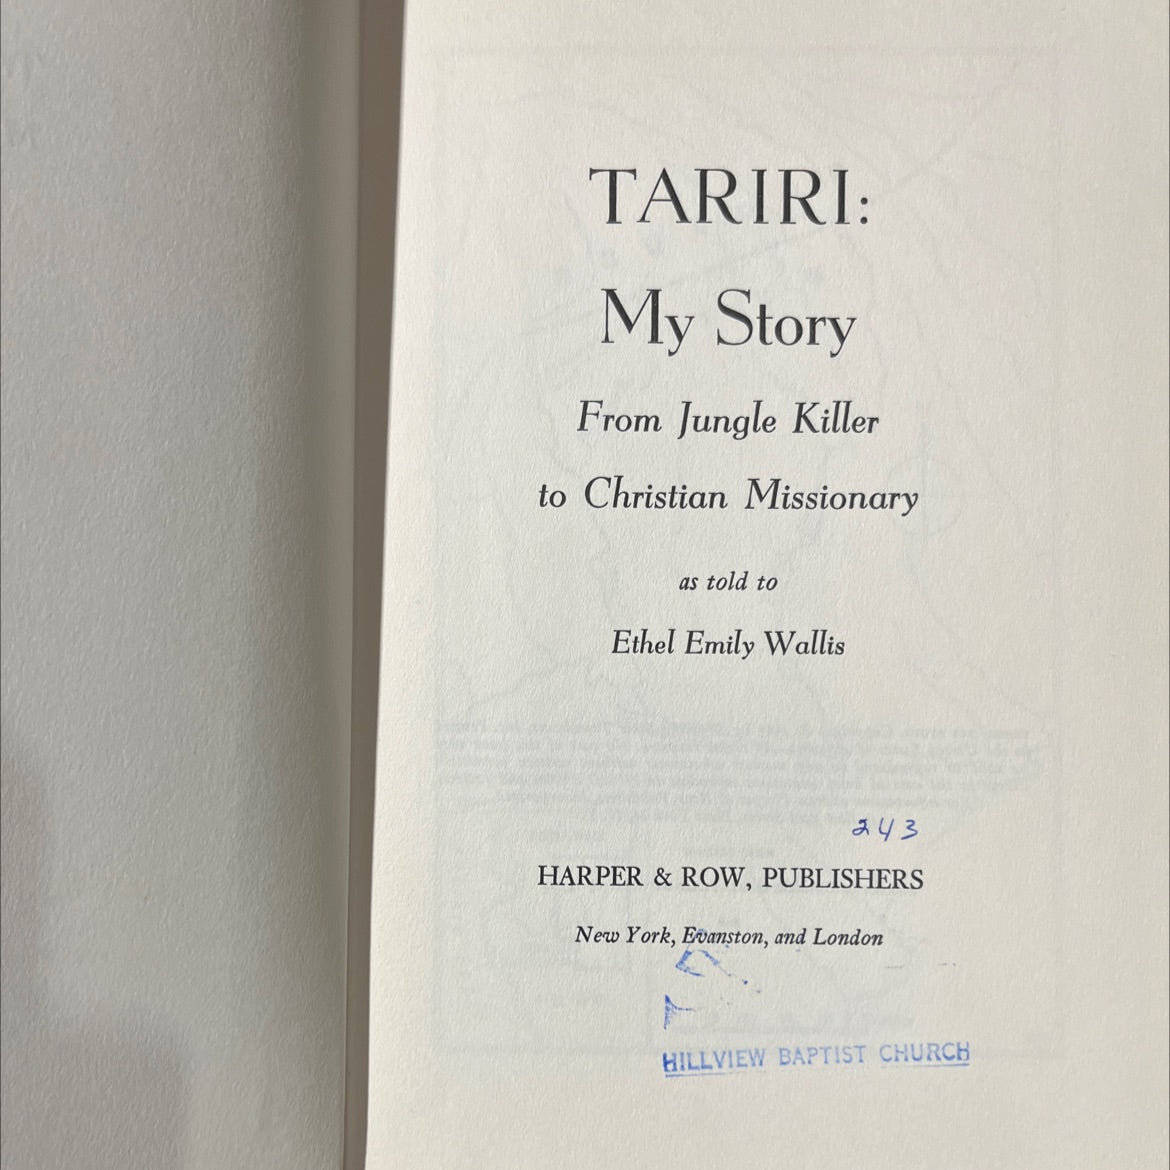 TARIRI:
My Story
From Jungle Killer
to Christian Missionary
as told to
Ethel Emily Wallis
243
HARPER & ROW, PUBLISHERS
New York, Evanston, and London
HILLVIEW BAPTIST CHURCH